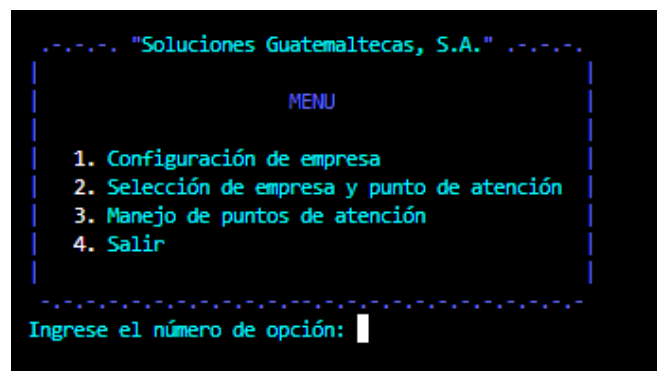 .-.-.-. "Soluciones Guatemaltecas, S.A." .-.-.-.
MENU
1. Configuración de empresa
2. Selección de empresa y punto de atención
3. Manejo de puntos de atención
4. Salir
-.-.-.-.-.-.-.-.-.-.-.--.-.-.-.-.-.-.-.-.-.-.-.-
Ingrese el número de opción: